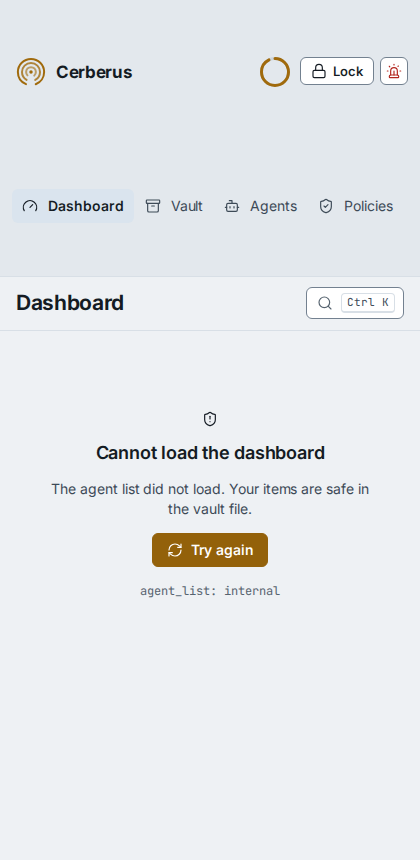 Cerberus
Lock
Dashboard
Vault
Agents
Policies
Dashboard
Ctrl K
Cannot load the dashboard
The agent list did not load. Your items are safe in
the vault file.
Try again
agent_list: internal